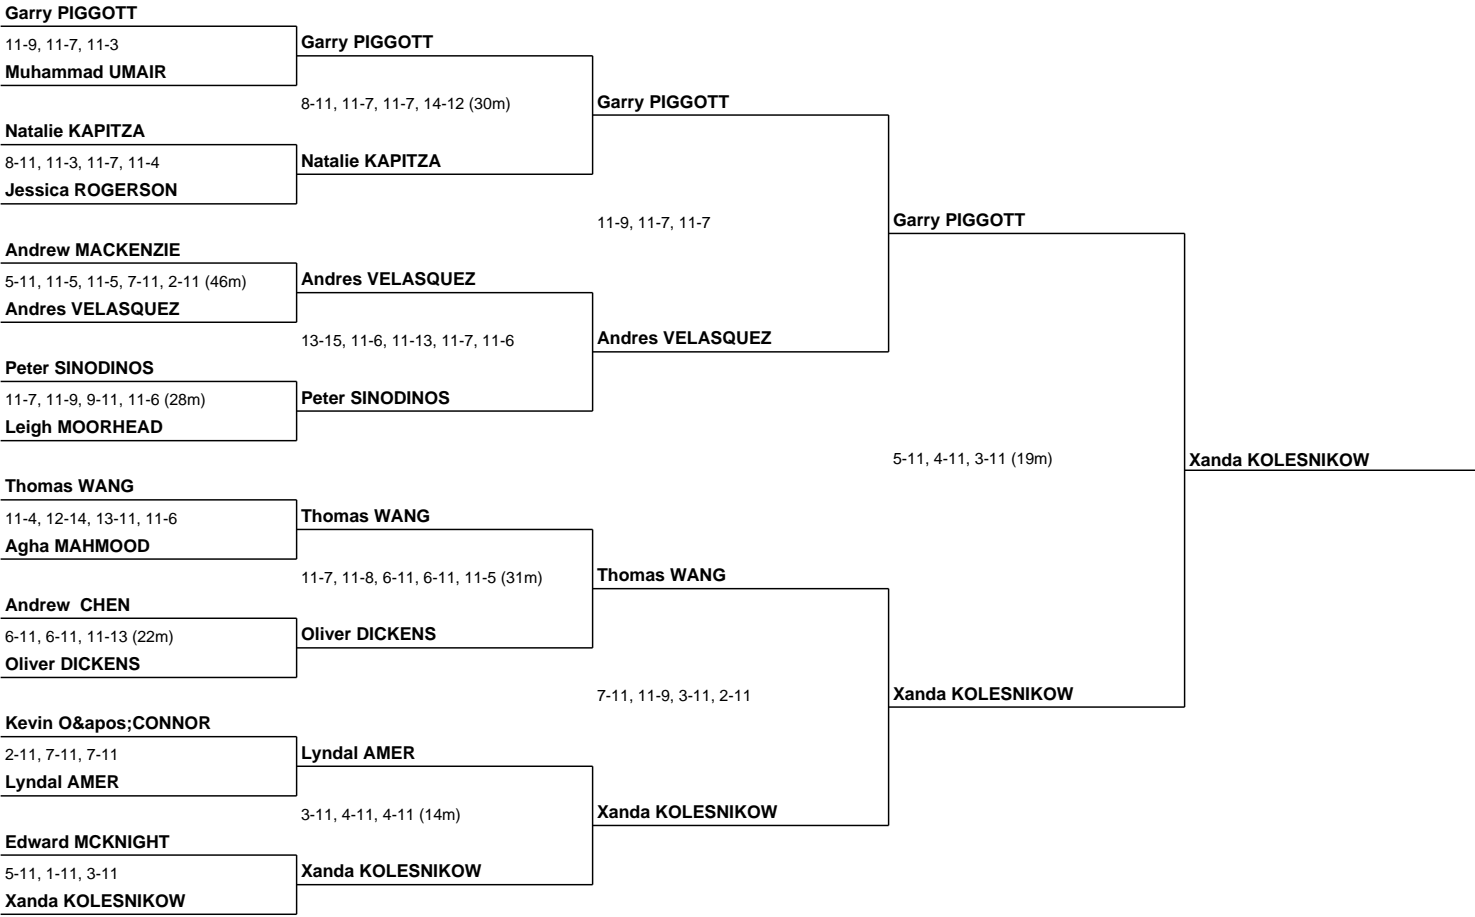 Garry PIGGOTT
11-9, 11-7, 11-3
Muhammad UMAIR
Natalie KAPITZA
8-11, 11-3, 11-7, 11-4
Jessica ROGERSON
Andrew MACKENZIE
5-11, 11-5, 11-5, 7-11, 2-11 (46m)
Andres VELASQUEZ
Peter SINODINOS
11-7, 11-9, 9-11, 11-6 (28m)
Leigh MOORHEAD
Thomas WANG
11-4, 12-14, 13-11, 11-6
Agha MAHMOOD
Andrew  CHEN
6-11, 6-11, 11-13 (22m)
Oliver DICKENS
Kevin O&apos;CONNOR
2-11, 7-11, 7-11
Lyndal AMER
Edward MCKNIGHT
5-11, 1-11, 3-11
Xanda KOLESNIKOW
Garry PIGGOTT
8-11, 11-7, 11-7, 14-12 (30m)
Natalie KAPITZA
Andres VELASQUEZ
13-15, 11-6, 11-13, 11-7, 11-6
Peter SINODINOS
Thomas WANG
11-7, 11-8, 6-11, 6-11, 11-5 (31m)
Oliver DICKENS
Lyndal AMER
3-11, 4-11, 4-11 (14m)
Xanda KOLESNIKOW
Garry PIGGOTT
11-9, 11-7, 11-7
Andres VELASQUEZ
Thomas WANG
7-11, 11-9, 3-11, 2-11
Xanda KOLESNIKOW
Garry PIGGOTT
5-11, 4-11, 3-11 (19m)
Xanda KOLESNIKOW
Xanda KOLESNIKOW